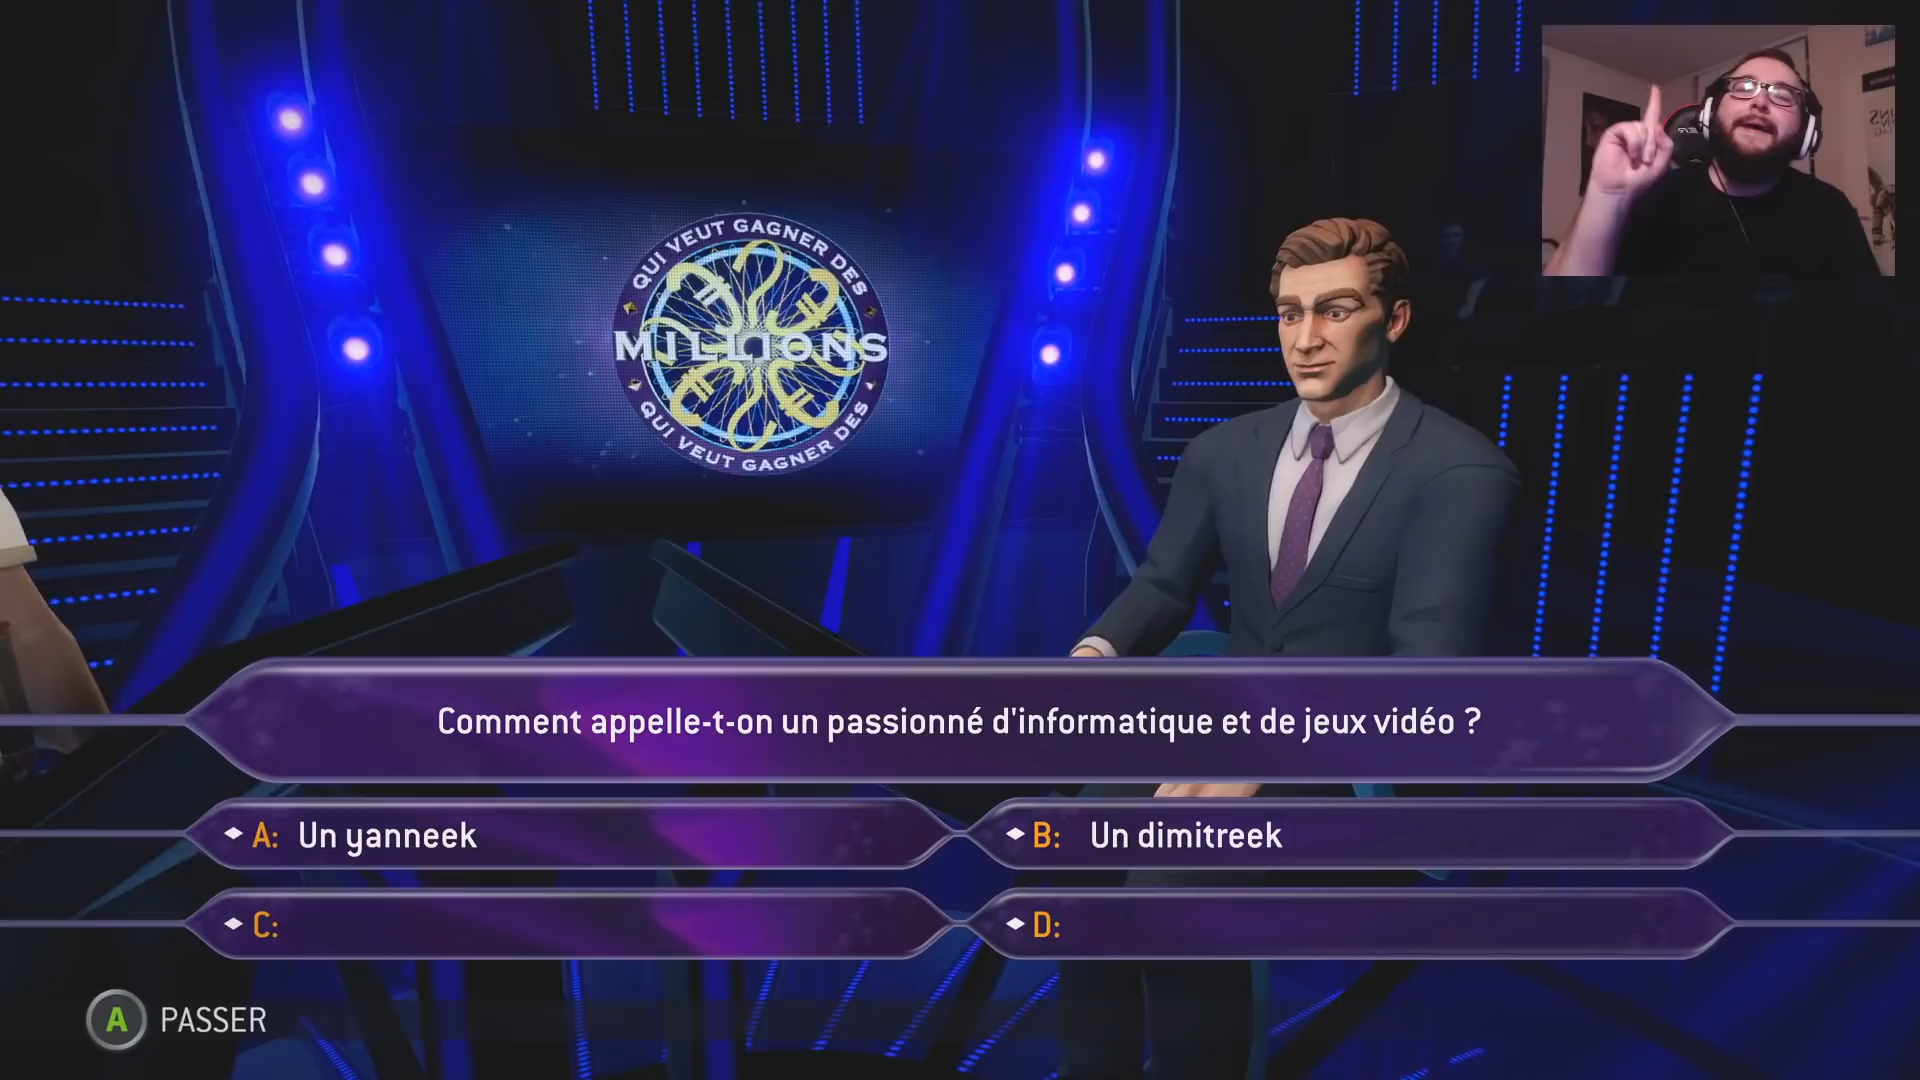 QUI VEUT GAGNER DES
MILLIONS
QUI VEUT GAGNER DES
Comment appelle-t-on un passionné d'informatique et de jeux vidéo ?
A: Un yanneek
B: Un dimitreek
C:
D:
A PASSER